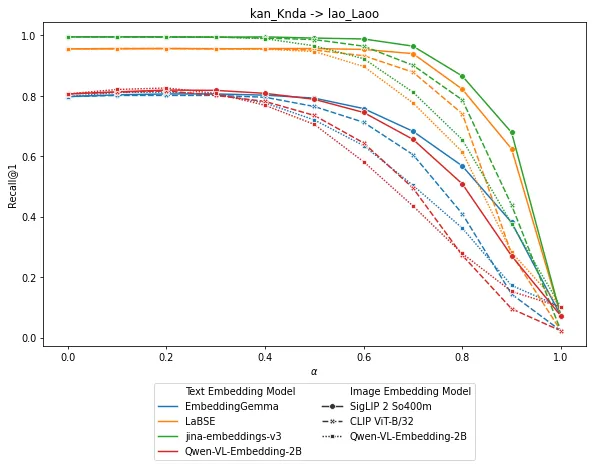 kan_Knda -> lao_Laoo
1.0
0.8
0.6
0.4
0.2
0.0
Recall@1
0.0 0.2 0.4 0.6 0.8 1.0
α
Text Embedding Model Image Embedding Model
EmbeddingGemma SigLIP 2 So400m
LaBSE CLIP ViT-B/32
jina-embeddings-v3 Qwen-VL-Embedding-2B
Qwen-VL-Embedding-2B